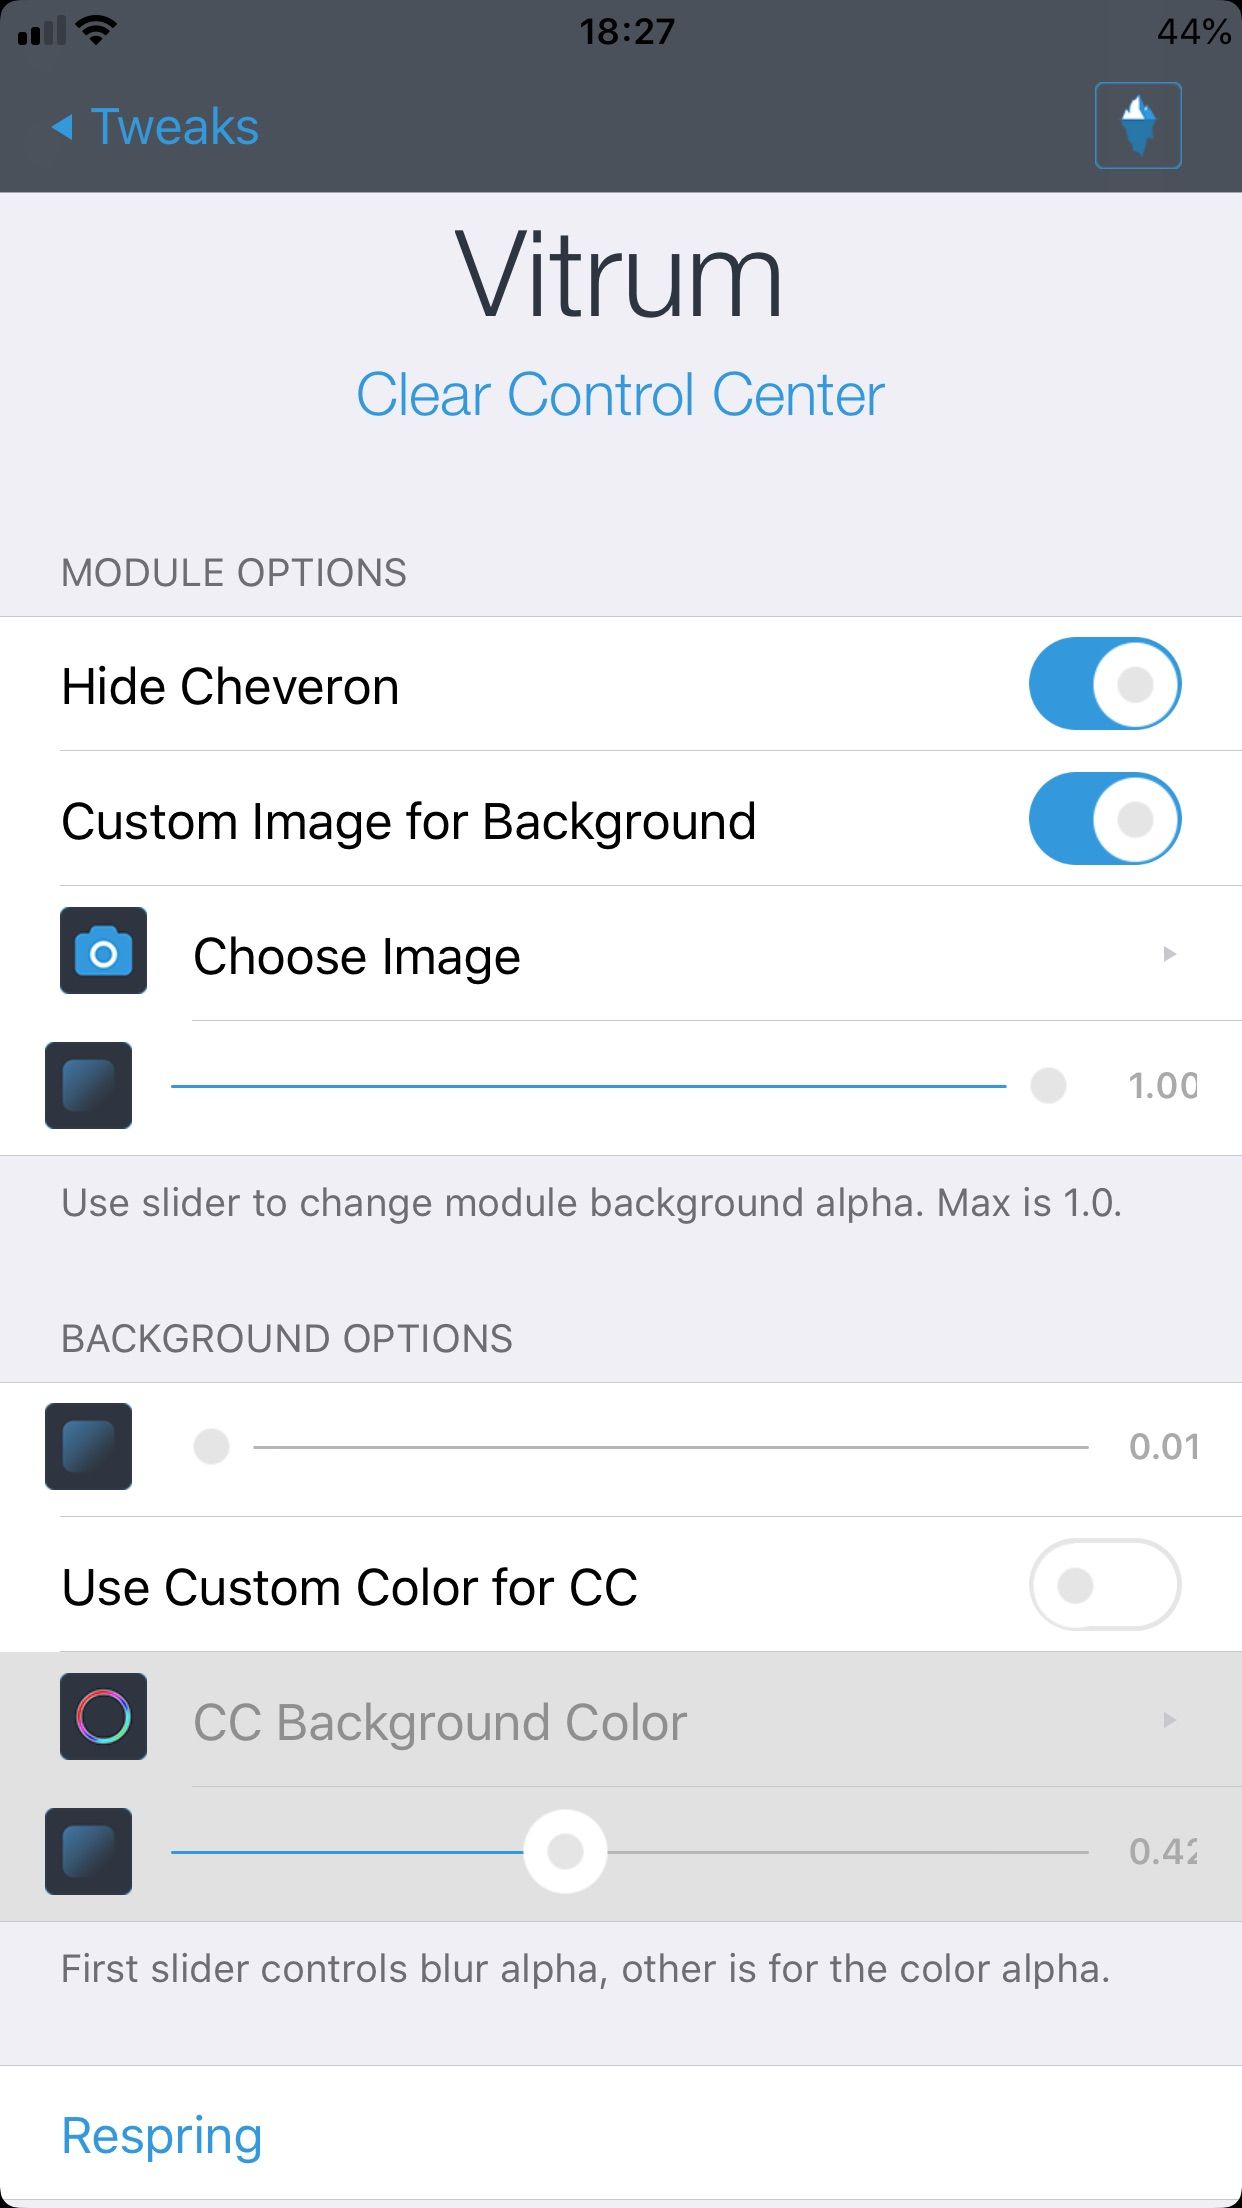 18:27
44%
Tweaks
Vitrum
Clear Control Center
MODULE OPTIONS
Hide Cheveron
Custom Image for Background
Choose Image
1.00
Use slider to change module background alpha. Max is 1.0.
BACKGROUND OPTIONS
0.01
Use Custom Color for CC
CC Background Color
0.42
First slider controls blur alpha, other is for the color alpha.
Respring